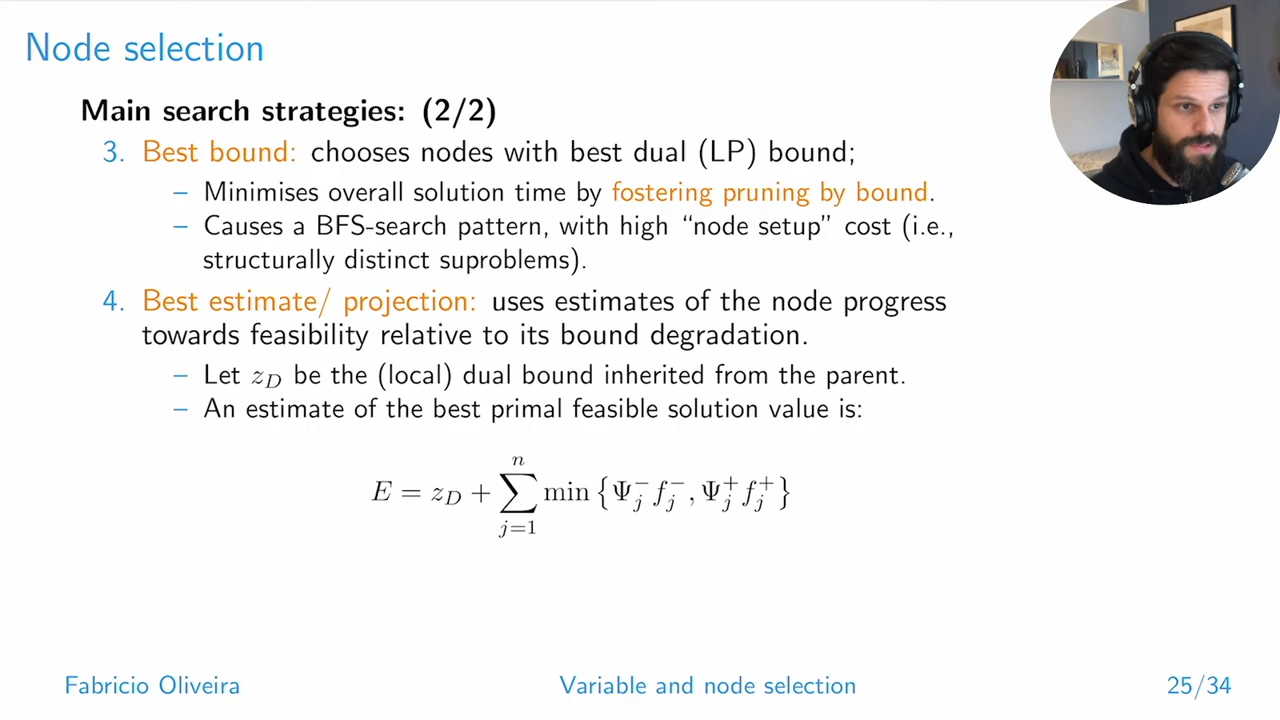 Node selection
Main search strategies: (2/2)
3. Best bound: chooses nodes with best dual (LP) bound;
– Minimises overall solution time by fostering pruning by bound.
– Causes a BFS-search pattern, with high “node setup” cost (i.e.,
structurally distinct suproblems).
4. Best estimate/ projection: uses estimates of the node progress
towards feasibility relative to its bound degradation.
– Let z_D be the (local) dual bound inherited from the parent.
– An estimate of the best primal feasible solution value is:
E = z_D + \sum_{j=1}^{n} min {Ψ_j^- f_j^-, Ψ_j^+ f_j^+}
Fabricio Oliveira Variable and node selection 25/34